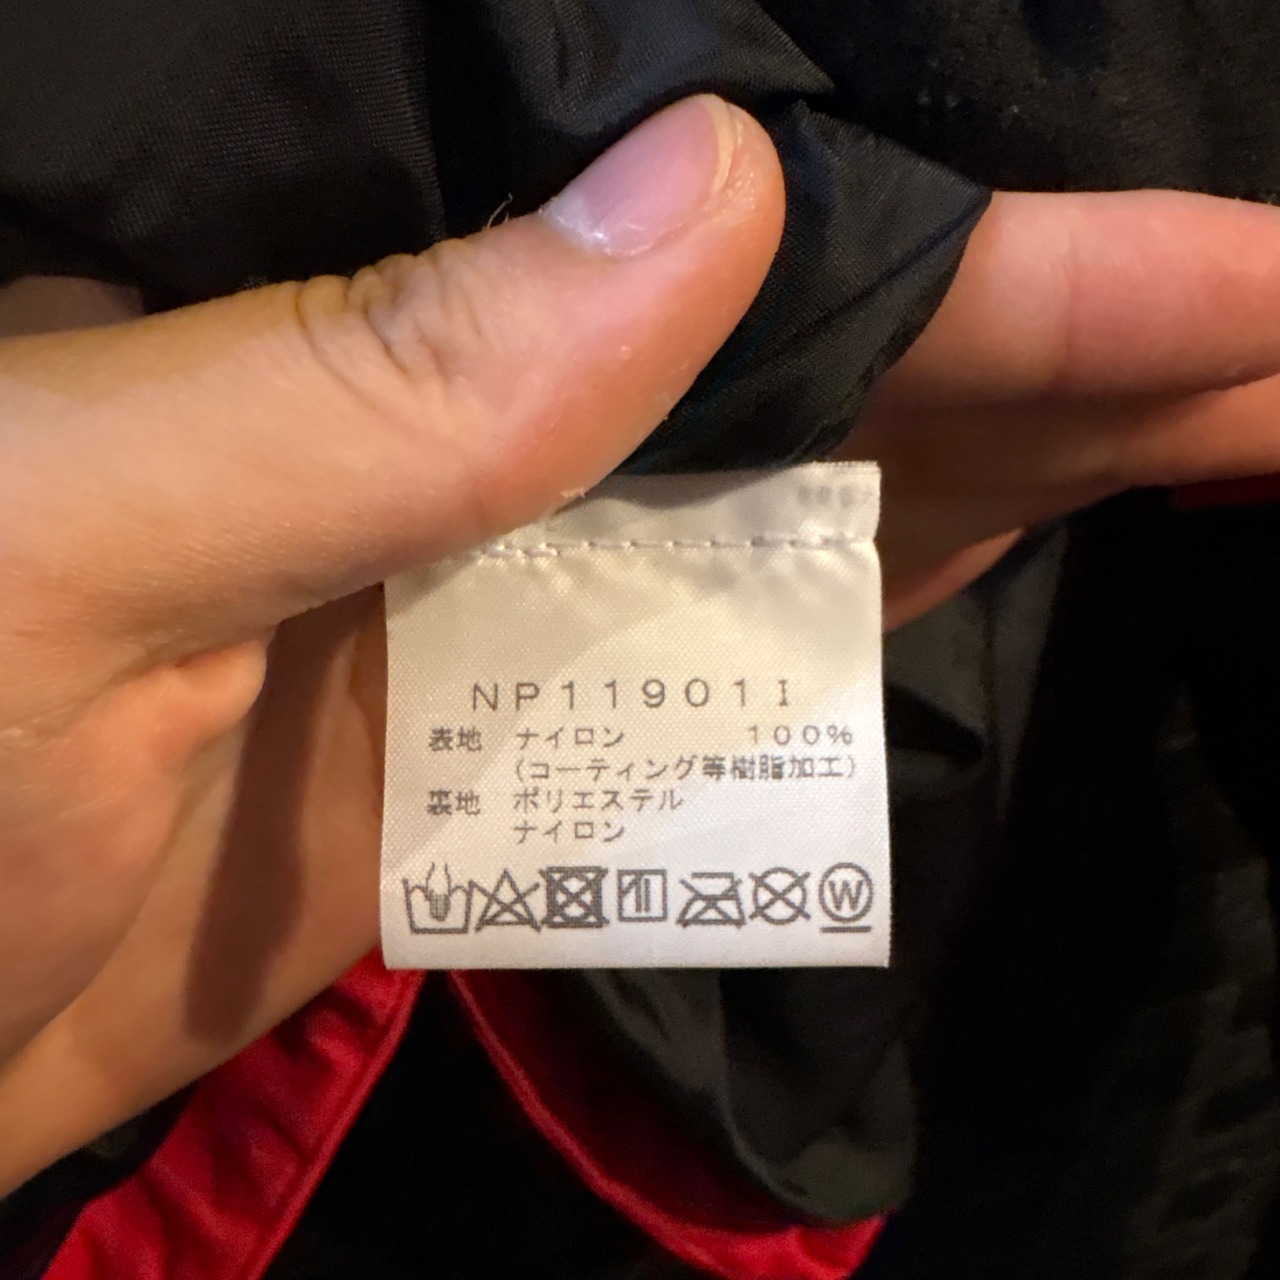 NP11901I
表地 ナイロン 100%
(コーティング等樹脂加工)
裏地 ポリエステル
ナイロン
W